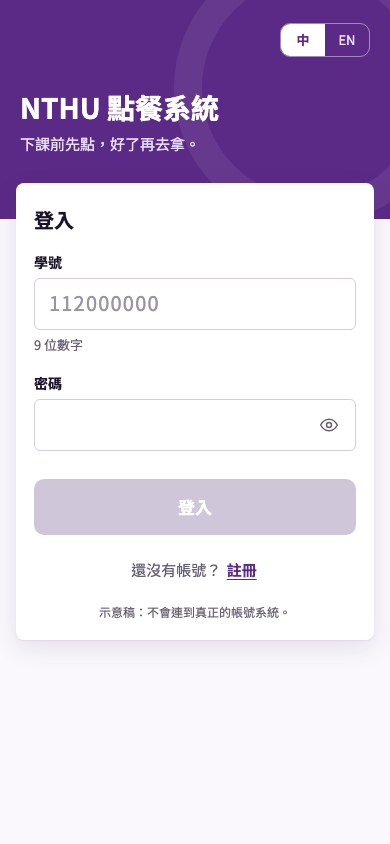 中 EN
NTHU 點餐系統
下課前先點，好了再去拿。
登入
學號
112000000
9 位數字
密碼
登入
還沒有帳號？ 註冊
示意稿：不會連到真正的帳號系統。